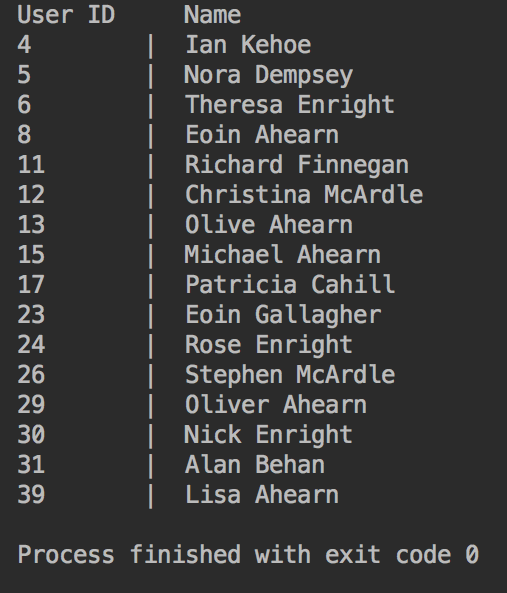 User ID     Name
4        |  Ian Kehoe
5        |  Nora Dempsey
6        |  Theresa Enright
8        |  Eoin Ahearn
11       |  Richard Finnegan
12       |  Christina McArdle
13       |  Olive Ahearn
15       |  Michael Ahearn
17       |  Patricia Cahill
23       |  Eoin Gallagher
24       |  Rose Enright
26       |  Stephen McArdle
29       |  Oliver Ahearn
30       |  Nick Enright
31       |  Alan Behan
39       |  Lisa Ahearn
Process finished with exit code 0